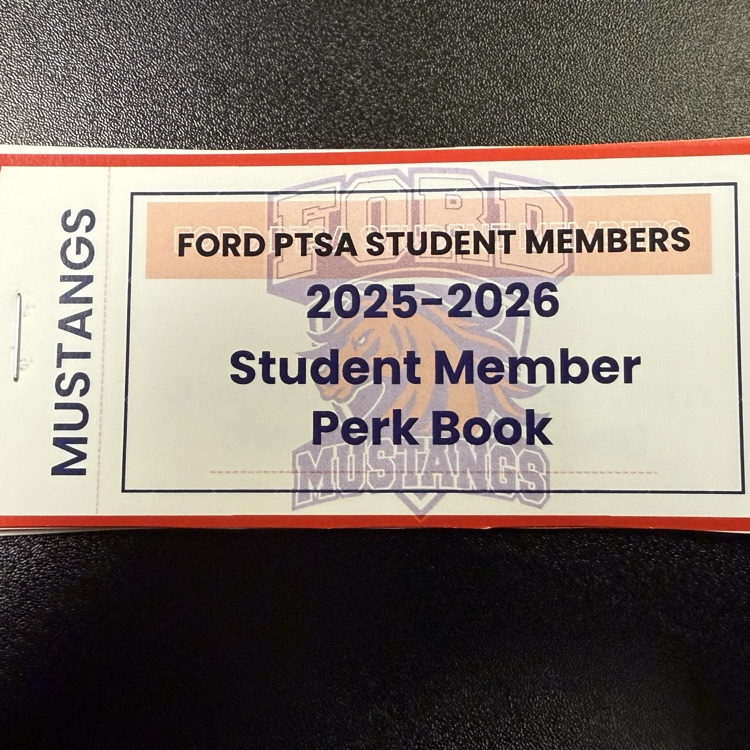 MUSTANGS
FORD
FORD PTSA STUDENT MEMBERS
2025-2026
Student Member
Perk Book
MUSTANGS